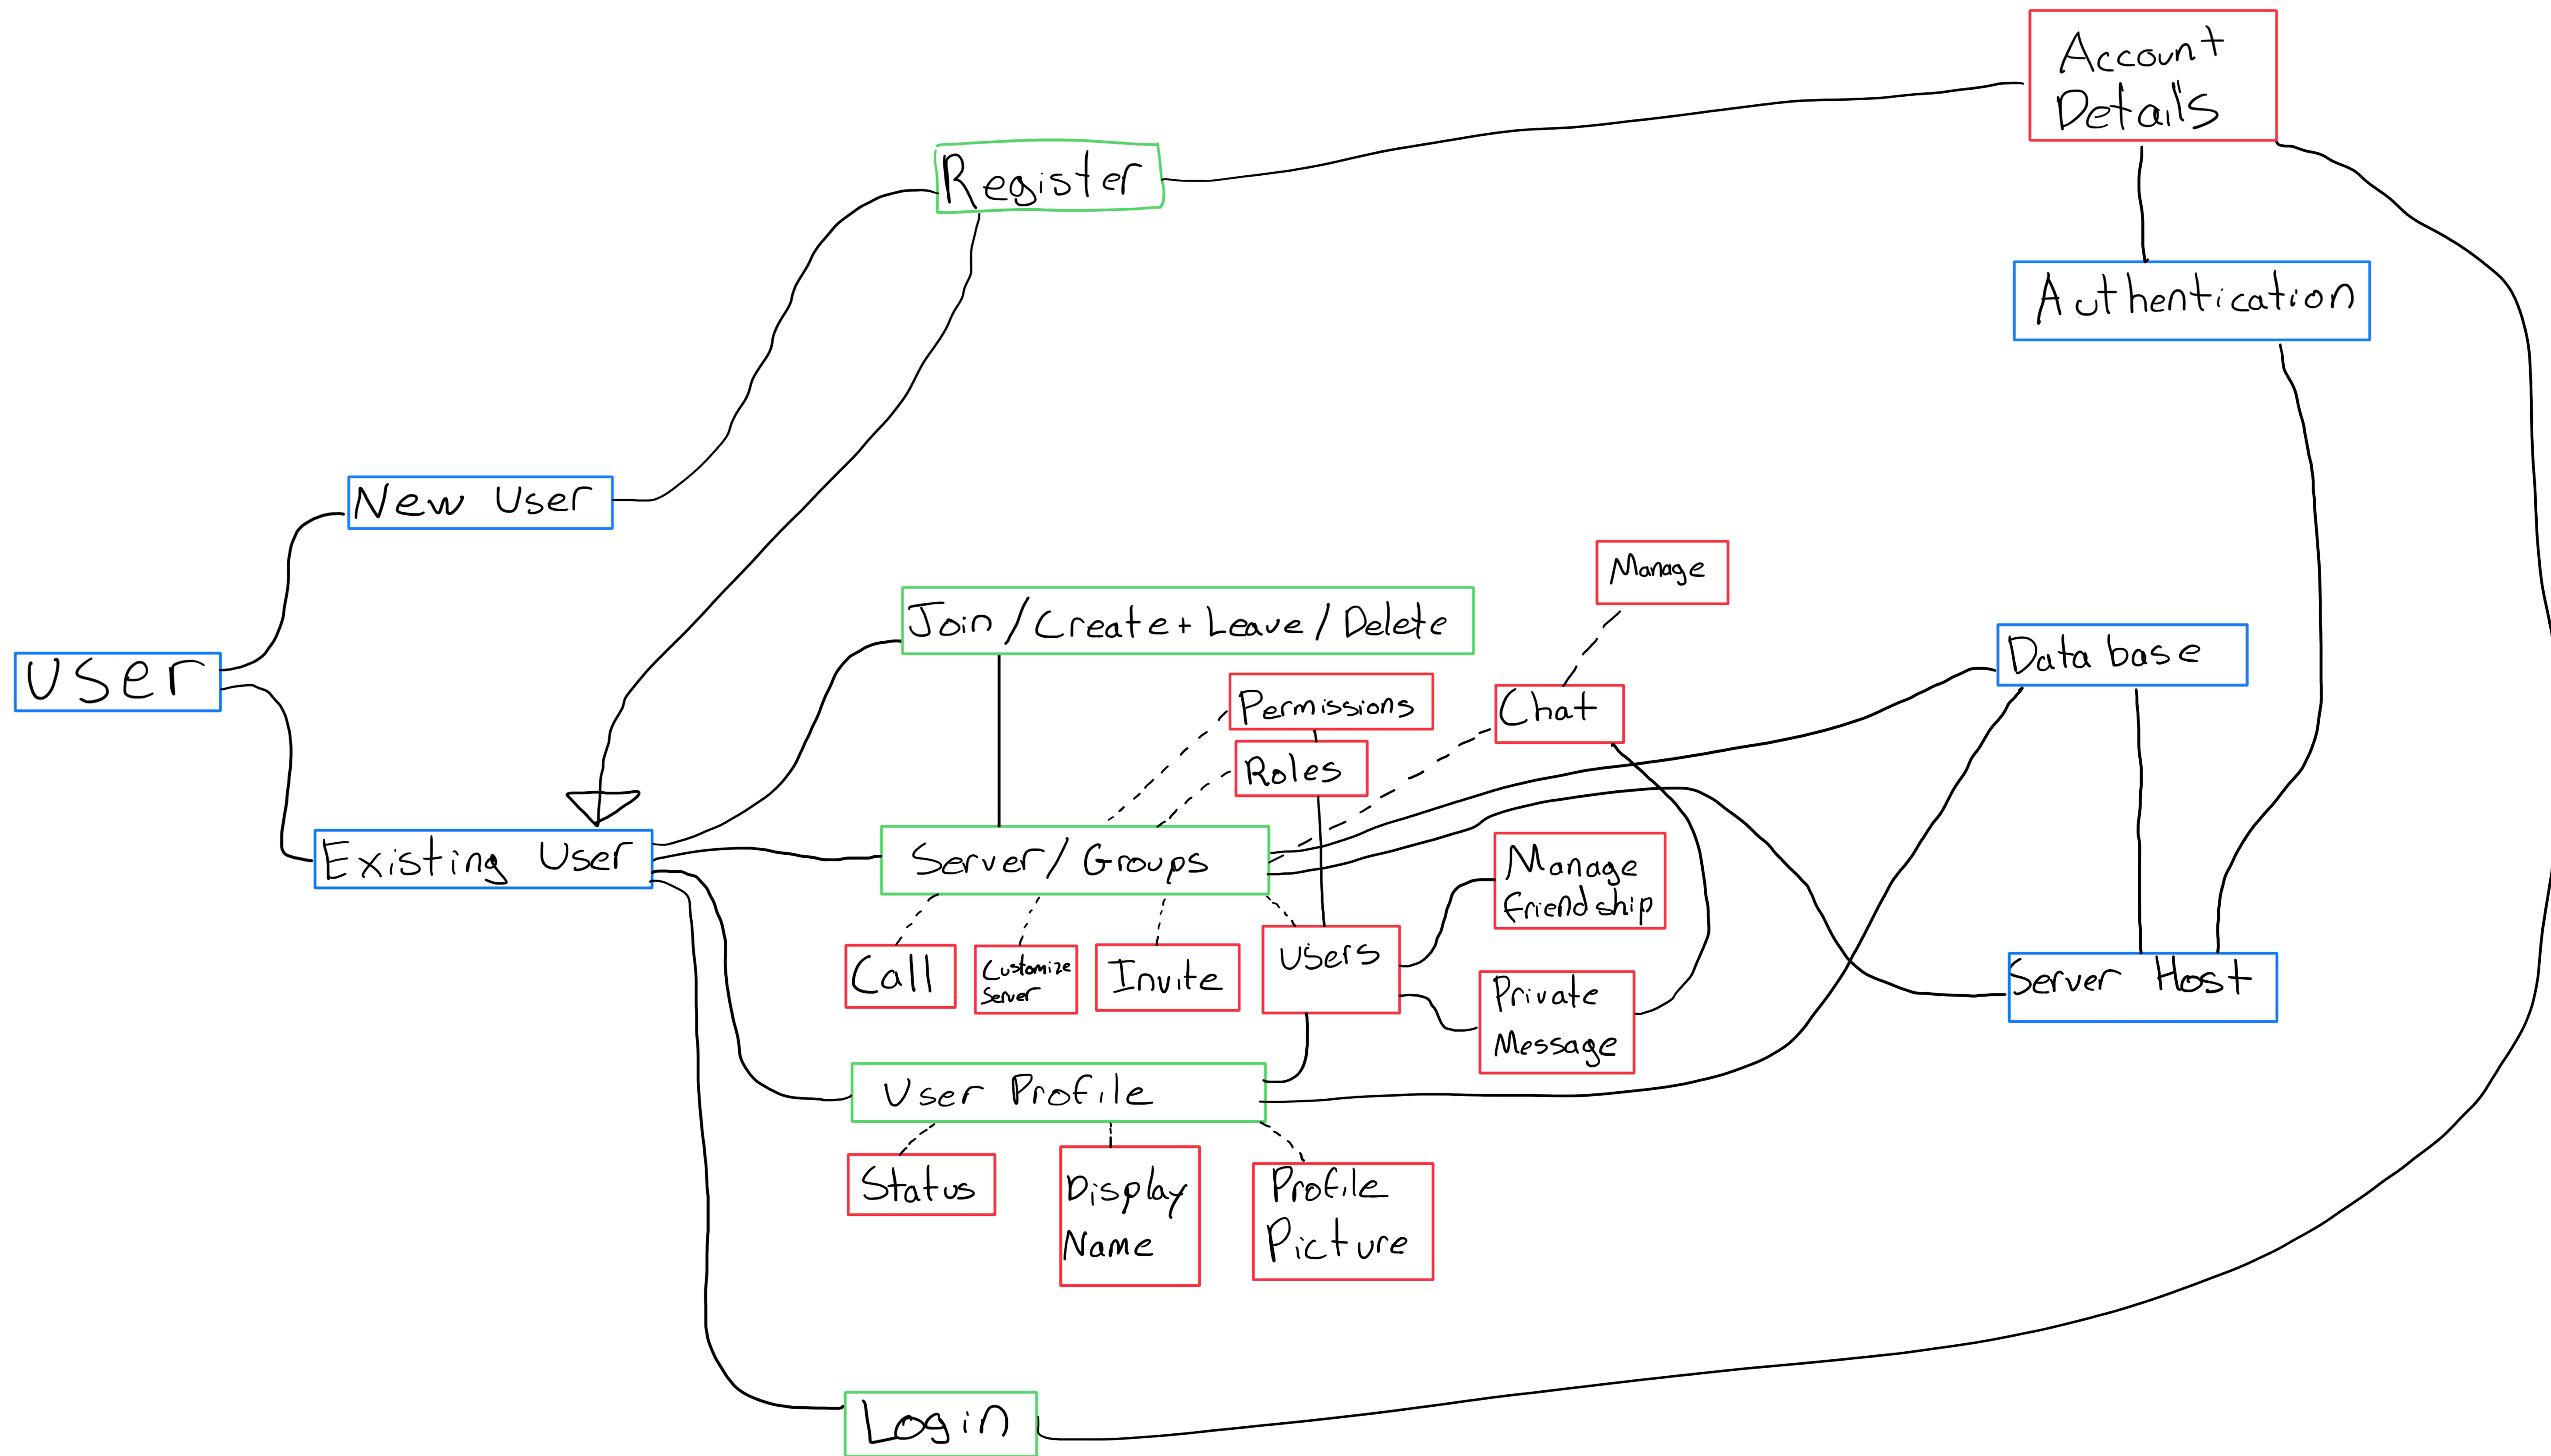 Account
Details
Register
Authentication
New User
Manage
Join / Create + Leave / Delete
User
Data base
Permissions
Chat
Roles
Existing User
Server / Groups
Manage
friendship
Call
Customize
Server
Invite
Users
Private
Message
Server Host
User Profile
Status
Display
Name
Profile
Picture
Login